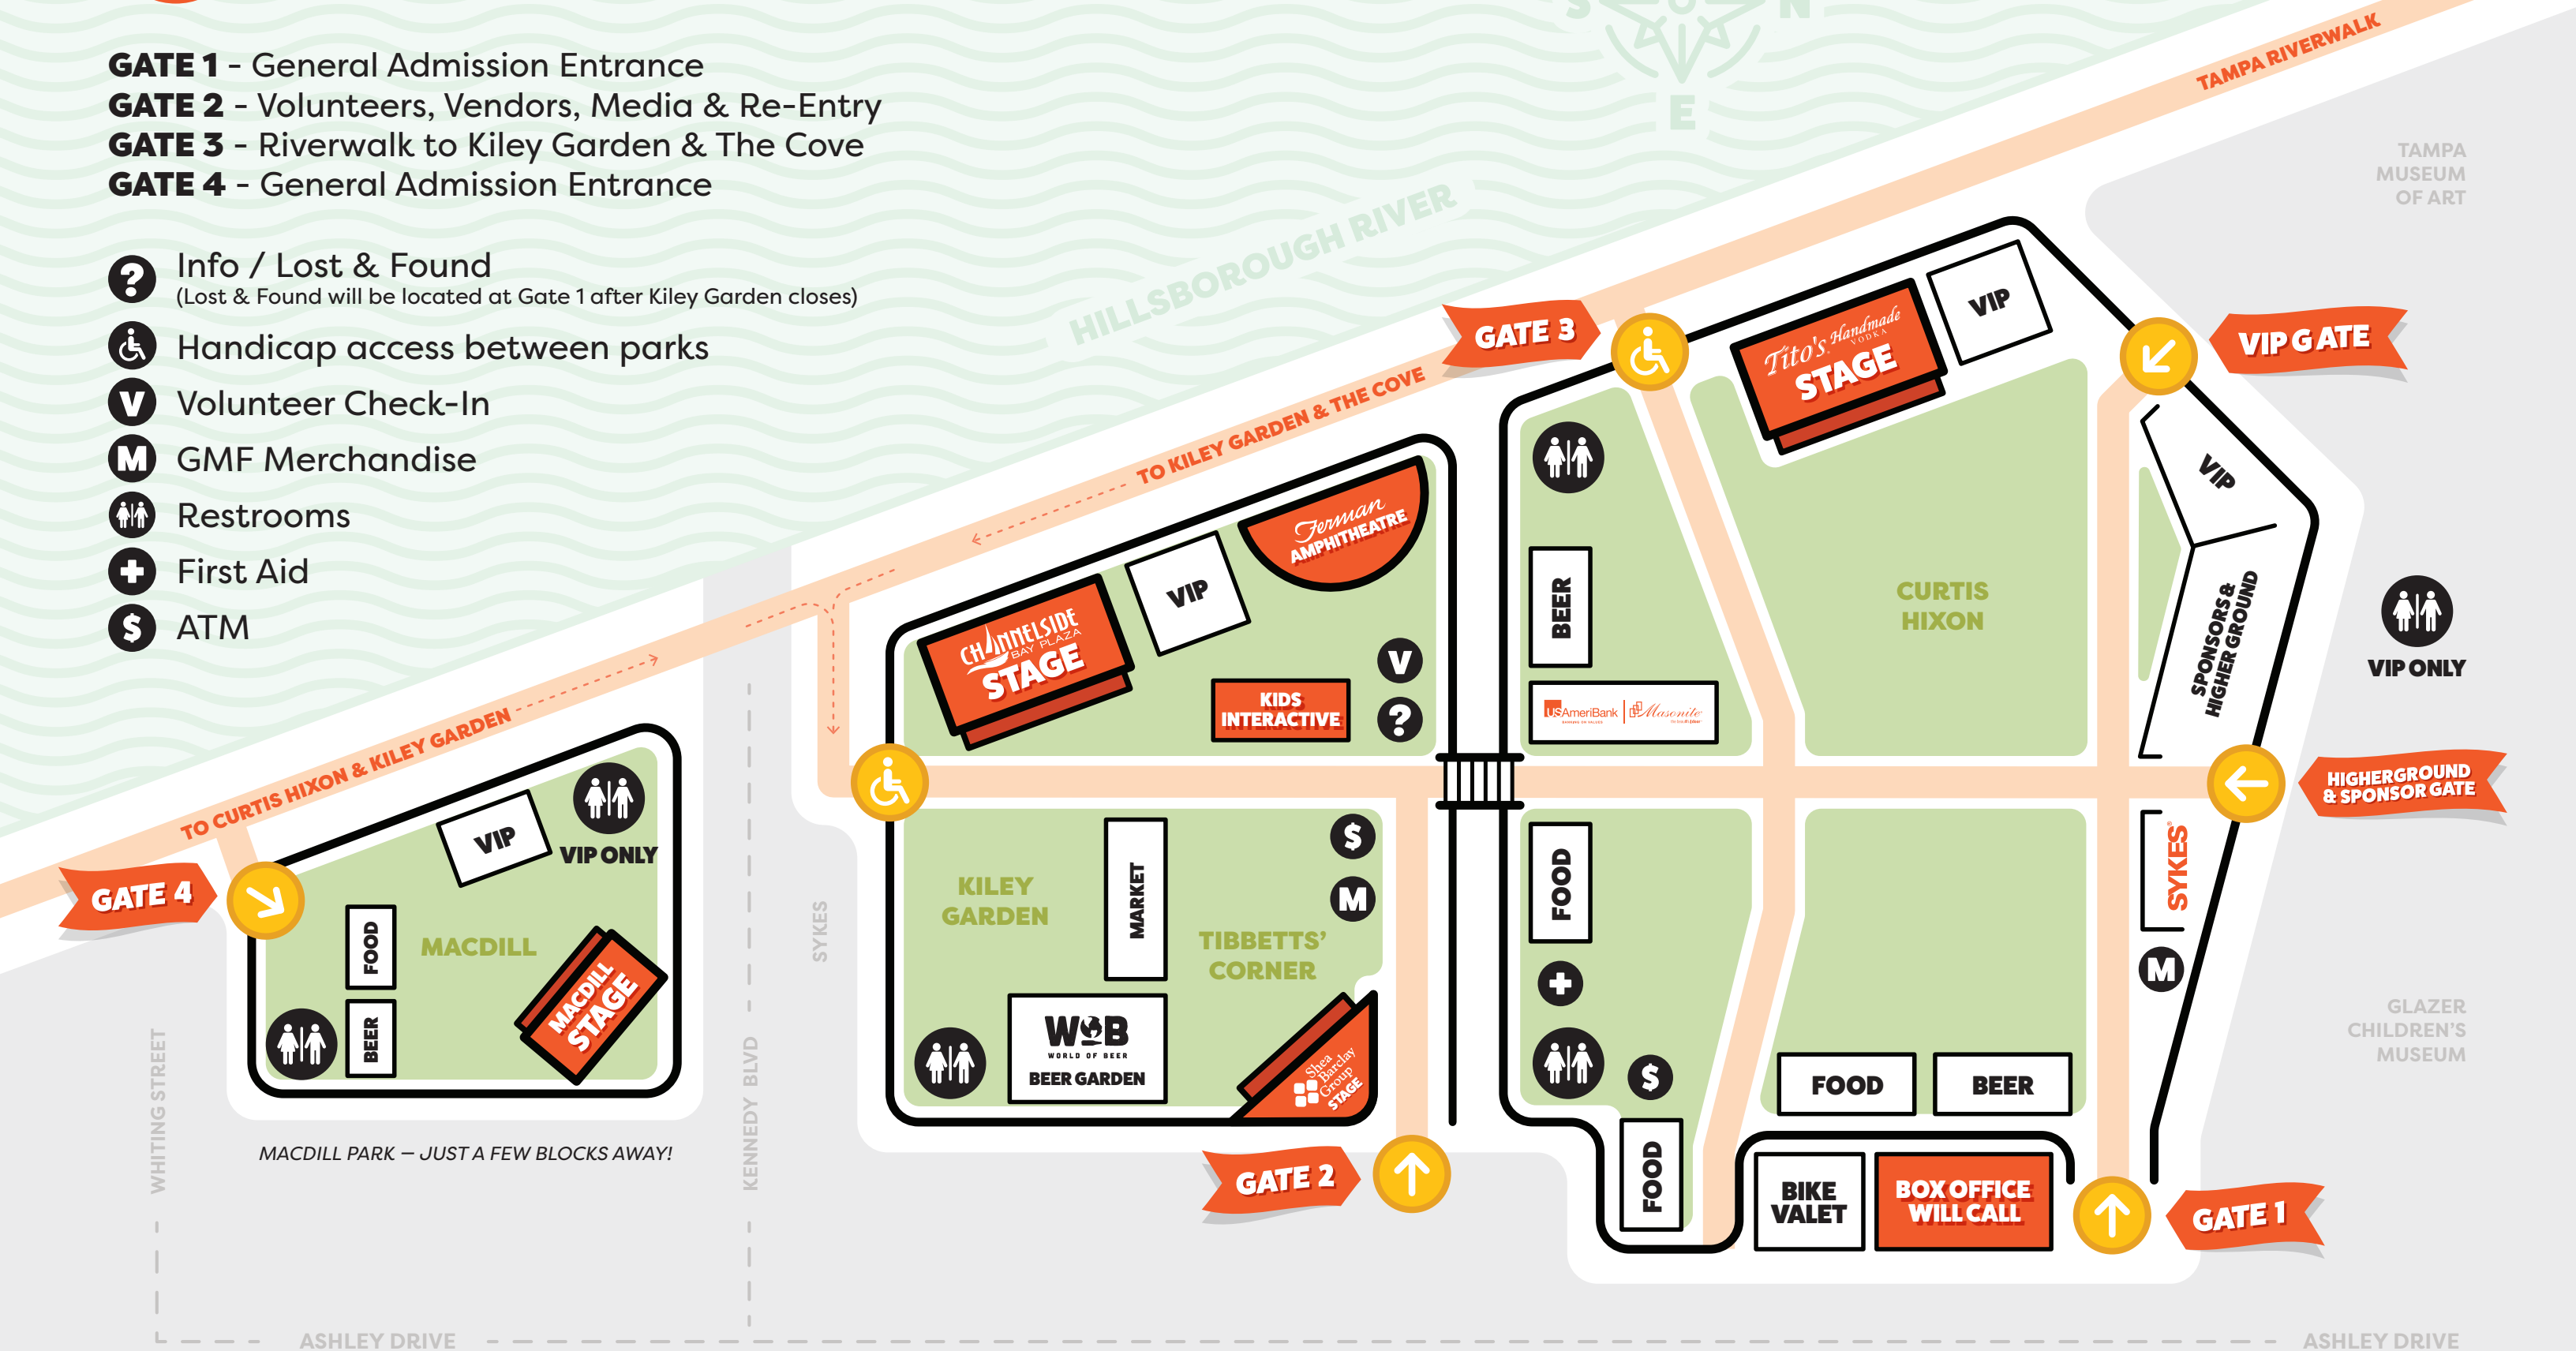 S
N
E
GATE 1 - General Admission Entrance
GATE 2 - Volunteers, Vendors, Media & Re-Entry
GATE 3 - Riverwalk to Kiley Garden & The Cove
GATE 4 - General Admission Entrance
? Info / Lost & Found
(Lost & Found will be located at Gate 1 after Kiley Garden closes)
Handicap access between parks
V Volunteer Check-In
M GMF Merchandise
Restrooms
First Aid
$ ATM
HILLSBOROUGH RIVER
TAMPA RIVERWALK
TAMPA
MUSEUM
OF ART
GATE 3
TO KILEY GARDEN & THE COVE
Tito's Handmade
VODKA
STAGE
VIP
VIP GATE
VIP
Ferman
AMPHITHEATRE
VIP
CHANNELSIDE
BAY PLAZA
STAGE
KIDS
INTERACTIVE
V
?
BEER
USAmeriBank
Masonite
CURTIS
HIXON
SPONSORS &
HIGHER GROUND
VIP ONLY
HIGHERGROUND
& SPONSOR GATE
TO CURTIS HIXON & KILEY GARDEN
GATE 4
VIP
VIP ONLY
FOOD
MACDILL
BEER
MACDILL
STAGE
MACDILL PARK – JUST A FEW BLOCKS AWAY!
WHITING STREET
KENNEDY BLVD
SYKES
KILEY
GARDEN
MARKET
$
M
TIBBETTS'
CORNER
WOB
WORLD OF BEER
BEER GARDEN
Shea
Barclay
Group
STAGE
GATE 2
FOOD
$
FOOD
FOOD
BEER
BIKE
VALET
BOX OFFICE
WILL CALL
GATE 1
SYKES
M
GLAZER
CHILDREN'S
MUSEUM
ASHLEY DRIVE
ASHLEY DRIVE